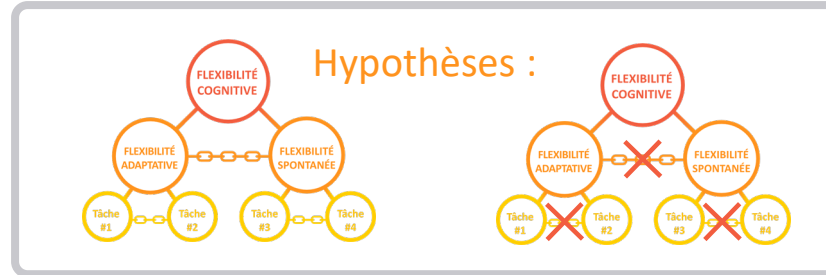 Hypothèses :
FLEXIBILITÉ
COGNITIVE
FLEXIBILITÉ
ADAPTATIVE
FLEXIBILITÉ
SPONTANÉE
Tâche
#1
Tâche
#2
Tâche
#3
Tâche
#4
FLEXIBILITÉ
COGNITIVE
FLEXIBILITÉ
ADAPTATIVE
FLEXIBILITÉ
SPONTANÉE
Tâche
#1
Tâche
#2
Tâche
#3
Tâche
#4